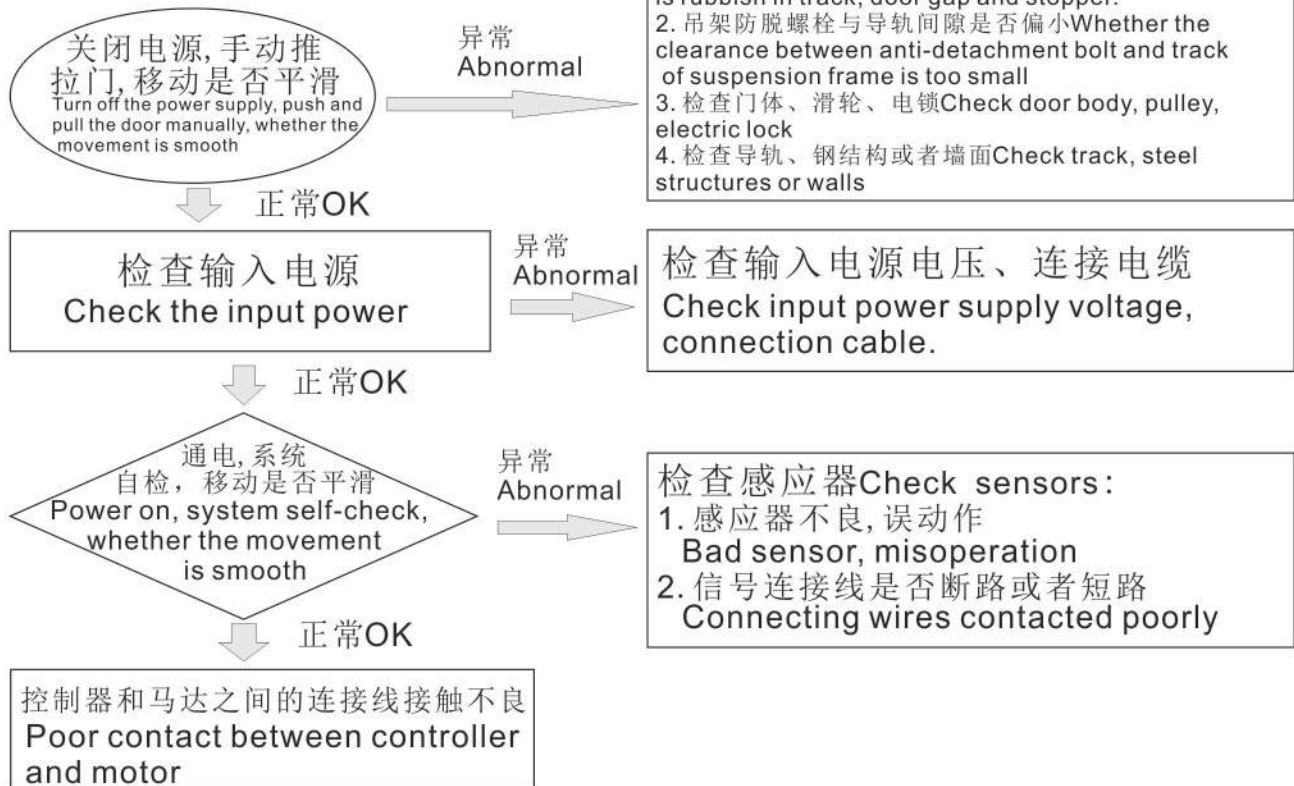 is rubbish in track, door gap and stopper.
2. 吊架防脱螺栓与导轨间隙是否偏小Whether the
clearance between anti-detachment bolt and track
of suspension frame is too small
3. 检查门体、滑轮、电锁Check door body, pulley,
electric lock
4. 检查导轨、钢结构或者墙面Check track, steel
structures or walls
关闭电源,手动推
拉门,移动是否平滑
Turn off the power supply, push and
pull the door manually, whether the
movement is smooth
异常
Abnormal
正常OK
检查输入电源
Check the input power
异常
Abnormal
检查输入电源电压、连接电缆
Check input power supply voltage,
connection cable.
正常OK
通电,系统
自检，移动是否平滑
Power on, system self-check,
whether the movement
is smooth
异常
Abnormal
检查感应器Check sensors:
1. 感应器不良,误动作
Bad sensor, misoperation
2. 信号连接线是否断路或者短路
Connecting wires contacted poorly
正常OK
控制器和马达之间的连接线接触不良
Poor contact between controller
and motor